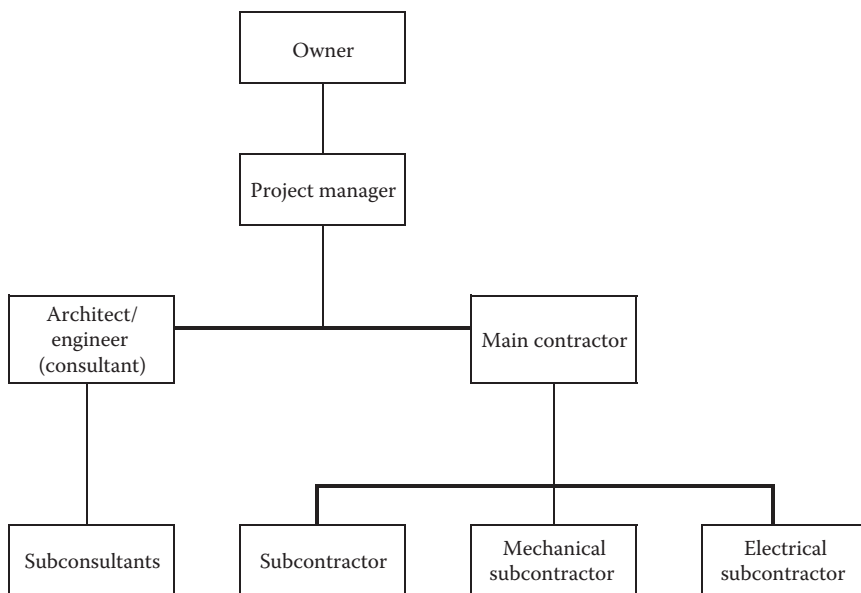 Owner
Project manager
Architect/
engineer
(consultant)
Main contractor
Subconsultants
Subcontractor
Mechanical
subcontractor
Electrical
subcontractor